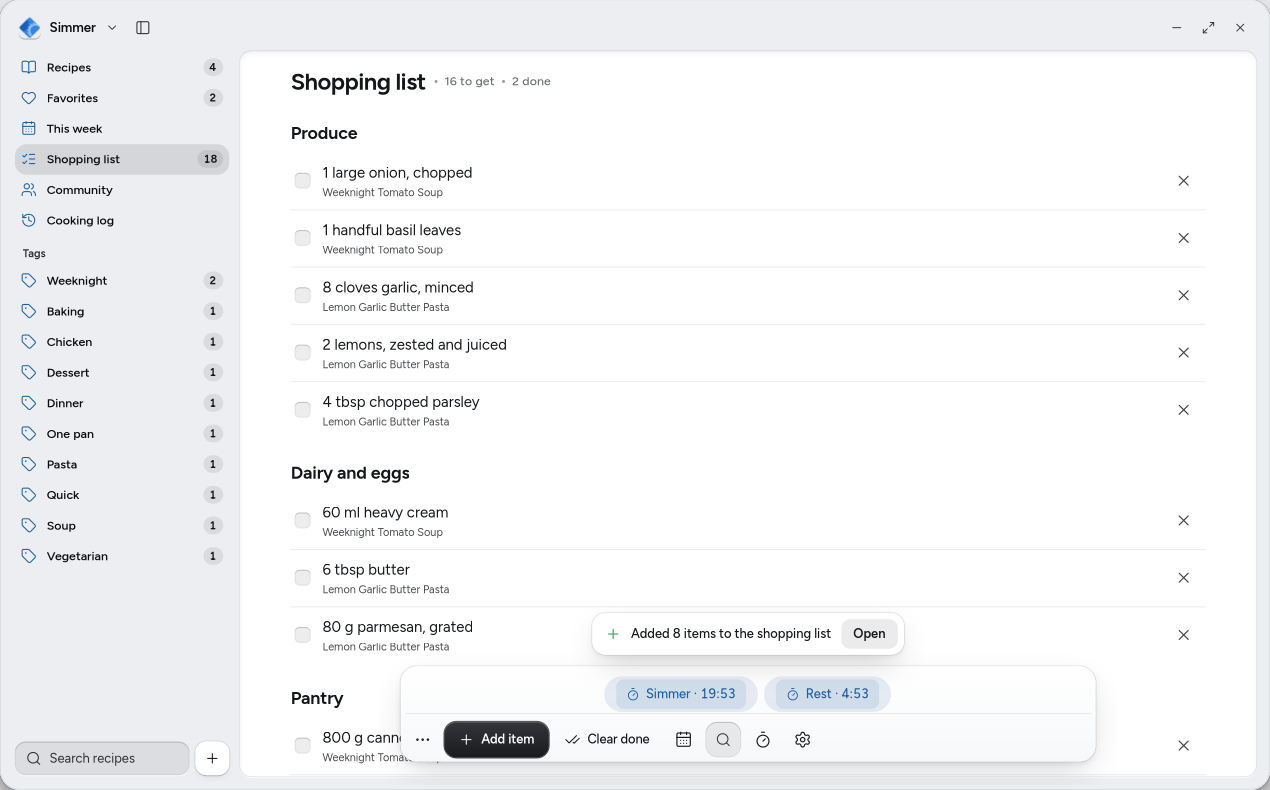 Simmer
Recipes 4
Favorites 2
This week
Shopping list 18
Community
Cooking log
Tags
Weeknight 2
Baking 1
Chicken 1
Dessert 1
Dinner 1
One pan 1
Pasta 1
Quick 1
Soup 1
Vegetarian 1
Search recipes
Shopping list • 16 to get • 2 done
Produce
1 large onion, chopped
Weeknight Tomato Soup
1 handful basil leaves
Weeknight Tomato Soup
8 cloves garlic, minced
Lemon Garlic Butter Pasta
2 lemons, zested and juiced
Lemon Garlic Butter Pasta
4 tbsp chopped parsley
Lemon Garlic Butter Pasta
Dairy and eggs
60 ml heavy cream
Weeknight Tomato Soup
6 tbsp butter
Lemon Garlic Butter Pasta
80 g parmesan, grated
Lemon Garlic Butter Pasta
Added 8 items to the shopping list Open
Pantry
Simmer · 19:53 Rest · 4:53
800 g
Weeknight
Add item Clear done